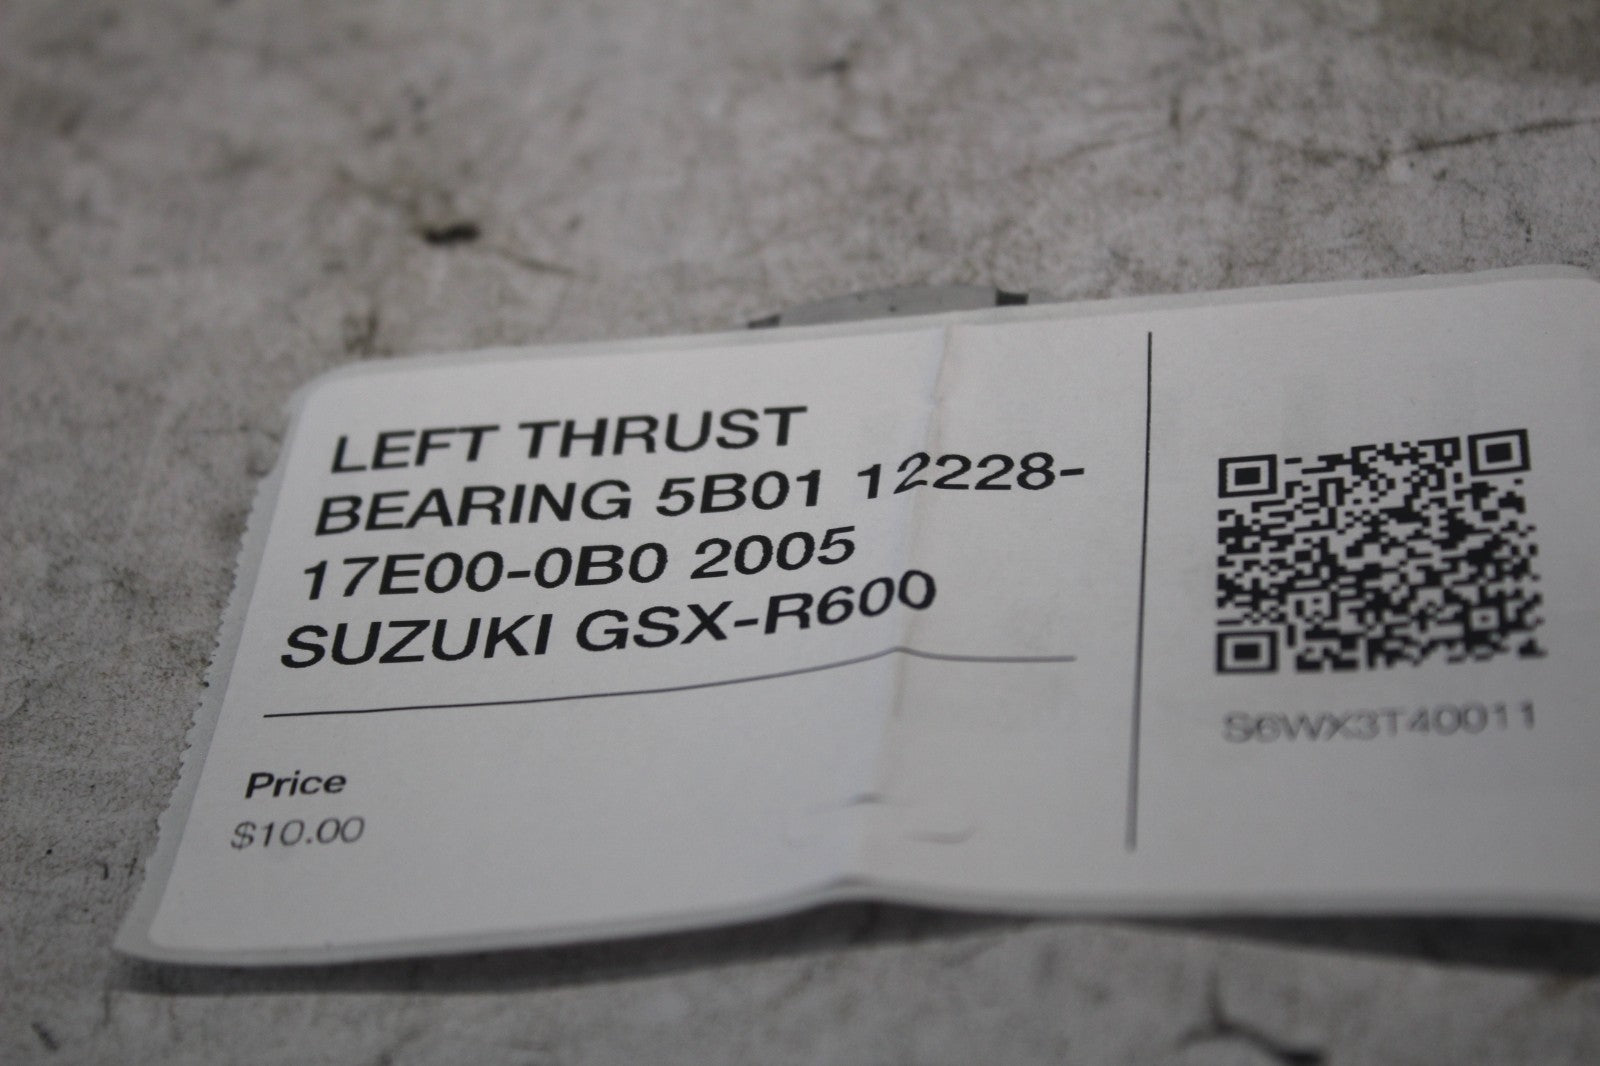 LEFT THRUST
BEARING 5B01 12228-
17E00-0B0 2005
SUZUKI GSX-R600
Price
$10.00
S6WX3T40011